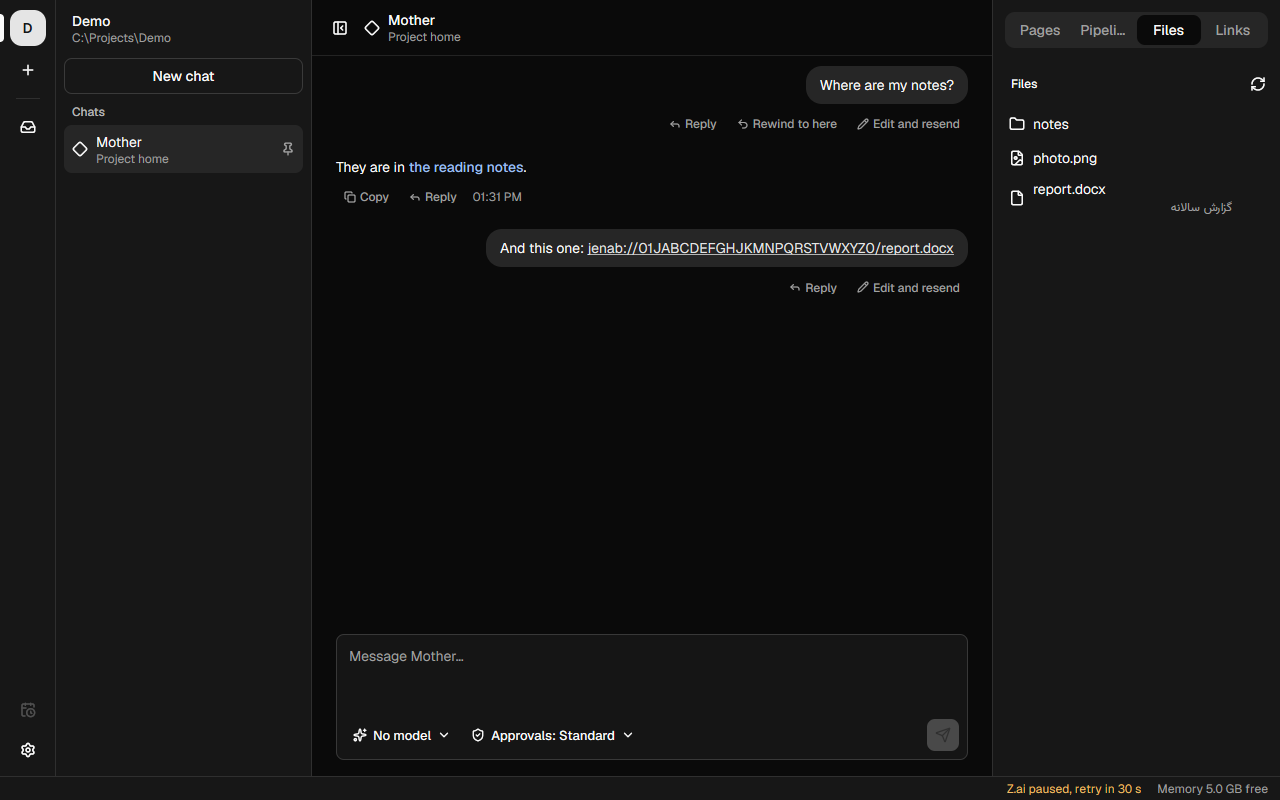 D
Demo
C:\Projects\Demo
New chat
Chats
Mother
Project home
Mother
Project home
Where are my notes?
Reply
Rewind to here
Edit and resend
They are in the reading notes.
Copy
Reply
01:31 PM
And this one: jenab://01JABCDEFGHJKMNPQRSTVWXYZ0/report.docx
Reply
Edit and resend
Message Mother...
No model
Approvals: Standard
Pages
Pipeli...
Files
Links
Files
notes
photo.png
report.docx
گزارش سالانه
Z.ai paused, retry in 30 s
Memory 5.0 GB free